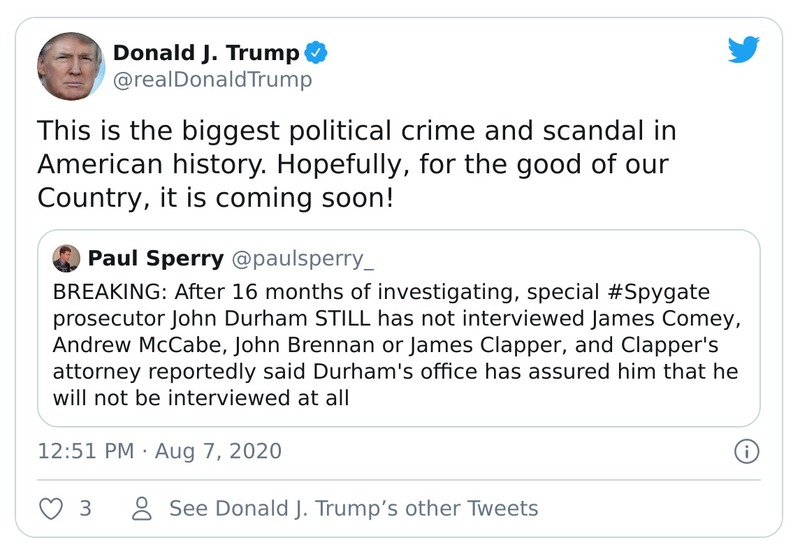 Donald J. Trump
@realDonaldTrump
This is the biggest political crime and scandal in
American history. Hopefully, for the good of our
Country, it is coming soon!
Paul Sperry @paulsperry_
BREAKING: After 16 months of investigating, special #Spygate
prosecutor John Durham STILL has not interviewed James Comey,
Andrew McCabe, John Brennan or James Clapper, and Clapper's
attorney reportedly said Durham's office has assured him that he
will not be interviewed at all
12:51 PM · Aug 7, 2020
3 See Donald J. Trump’s other Tweets